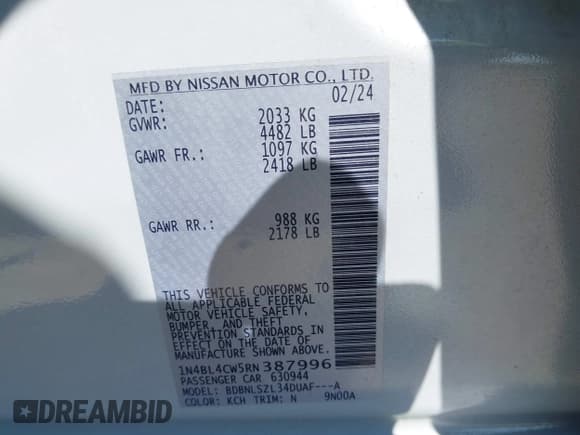 MFD BY NISSAN MOTOR CO., LTD.
DATE: 02/24
GVWR: 2033 KG
4482 LB
GAWR FR.: 1097 KG
2418 LB
GAWR RR.: 988 KG
2178 LB
THIS VEHICLE CONFORMS TO
ALL APPLICABLE FEDERAL
MOTOR VEHICLE SAFETY,
BUMPER, AND THEFT
PREVENTION STANDARDS IN
EFFECT ON THE DATE OF
MANUFACTURE SHOWN ABOVE.
1N4BL4CW5RN387996
PASSENGER CAR 630944
MODEL: BDBNLSZL34DUAF---A
COLOR: KCH TRIM: N 9N00A
DREAMBID